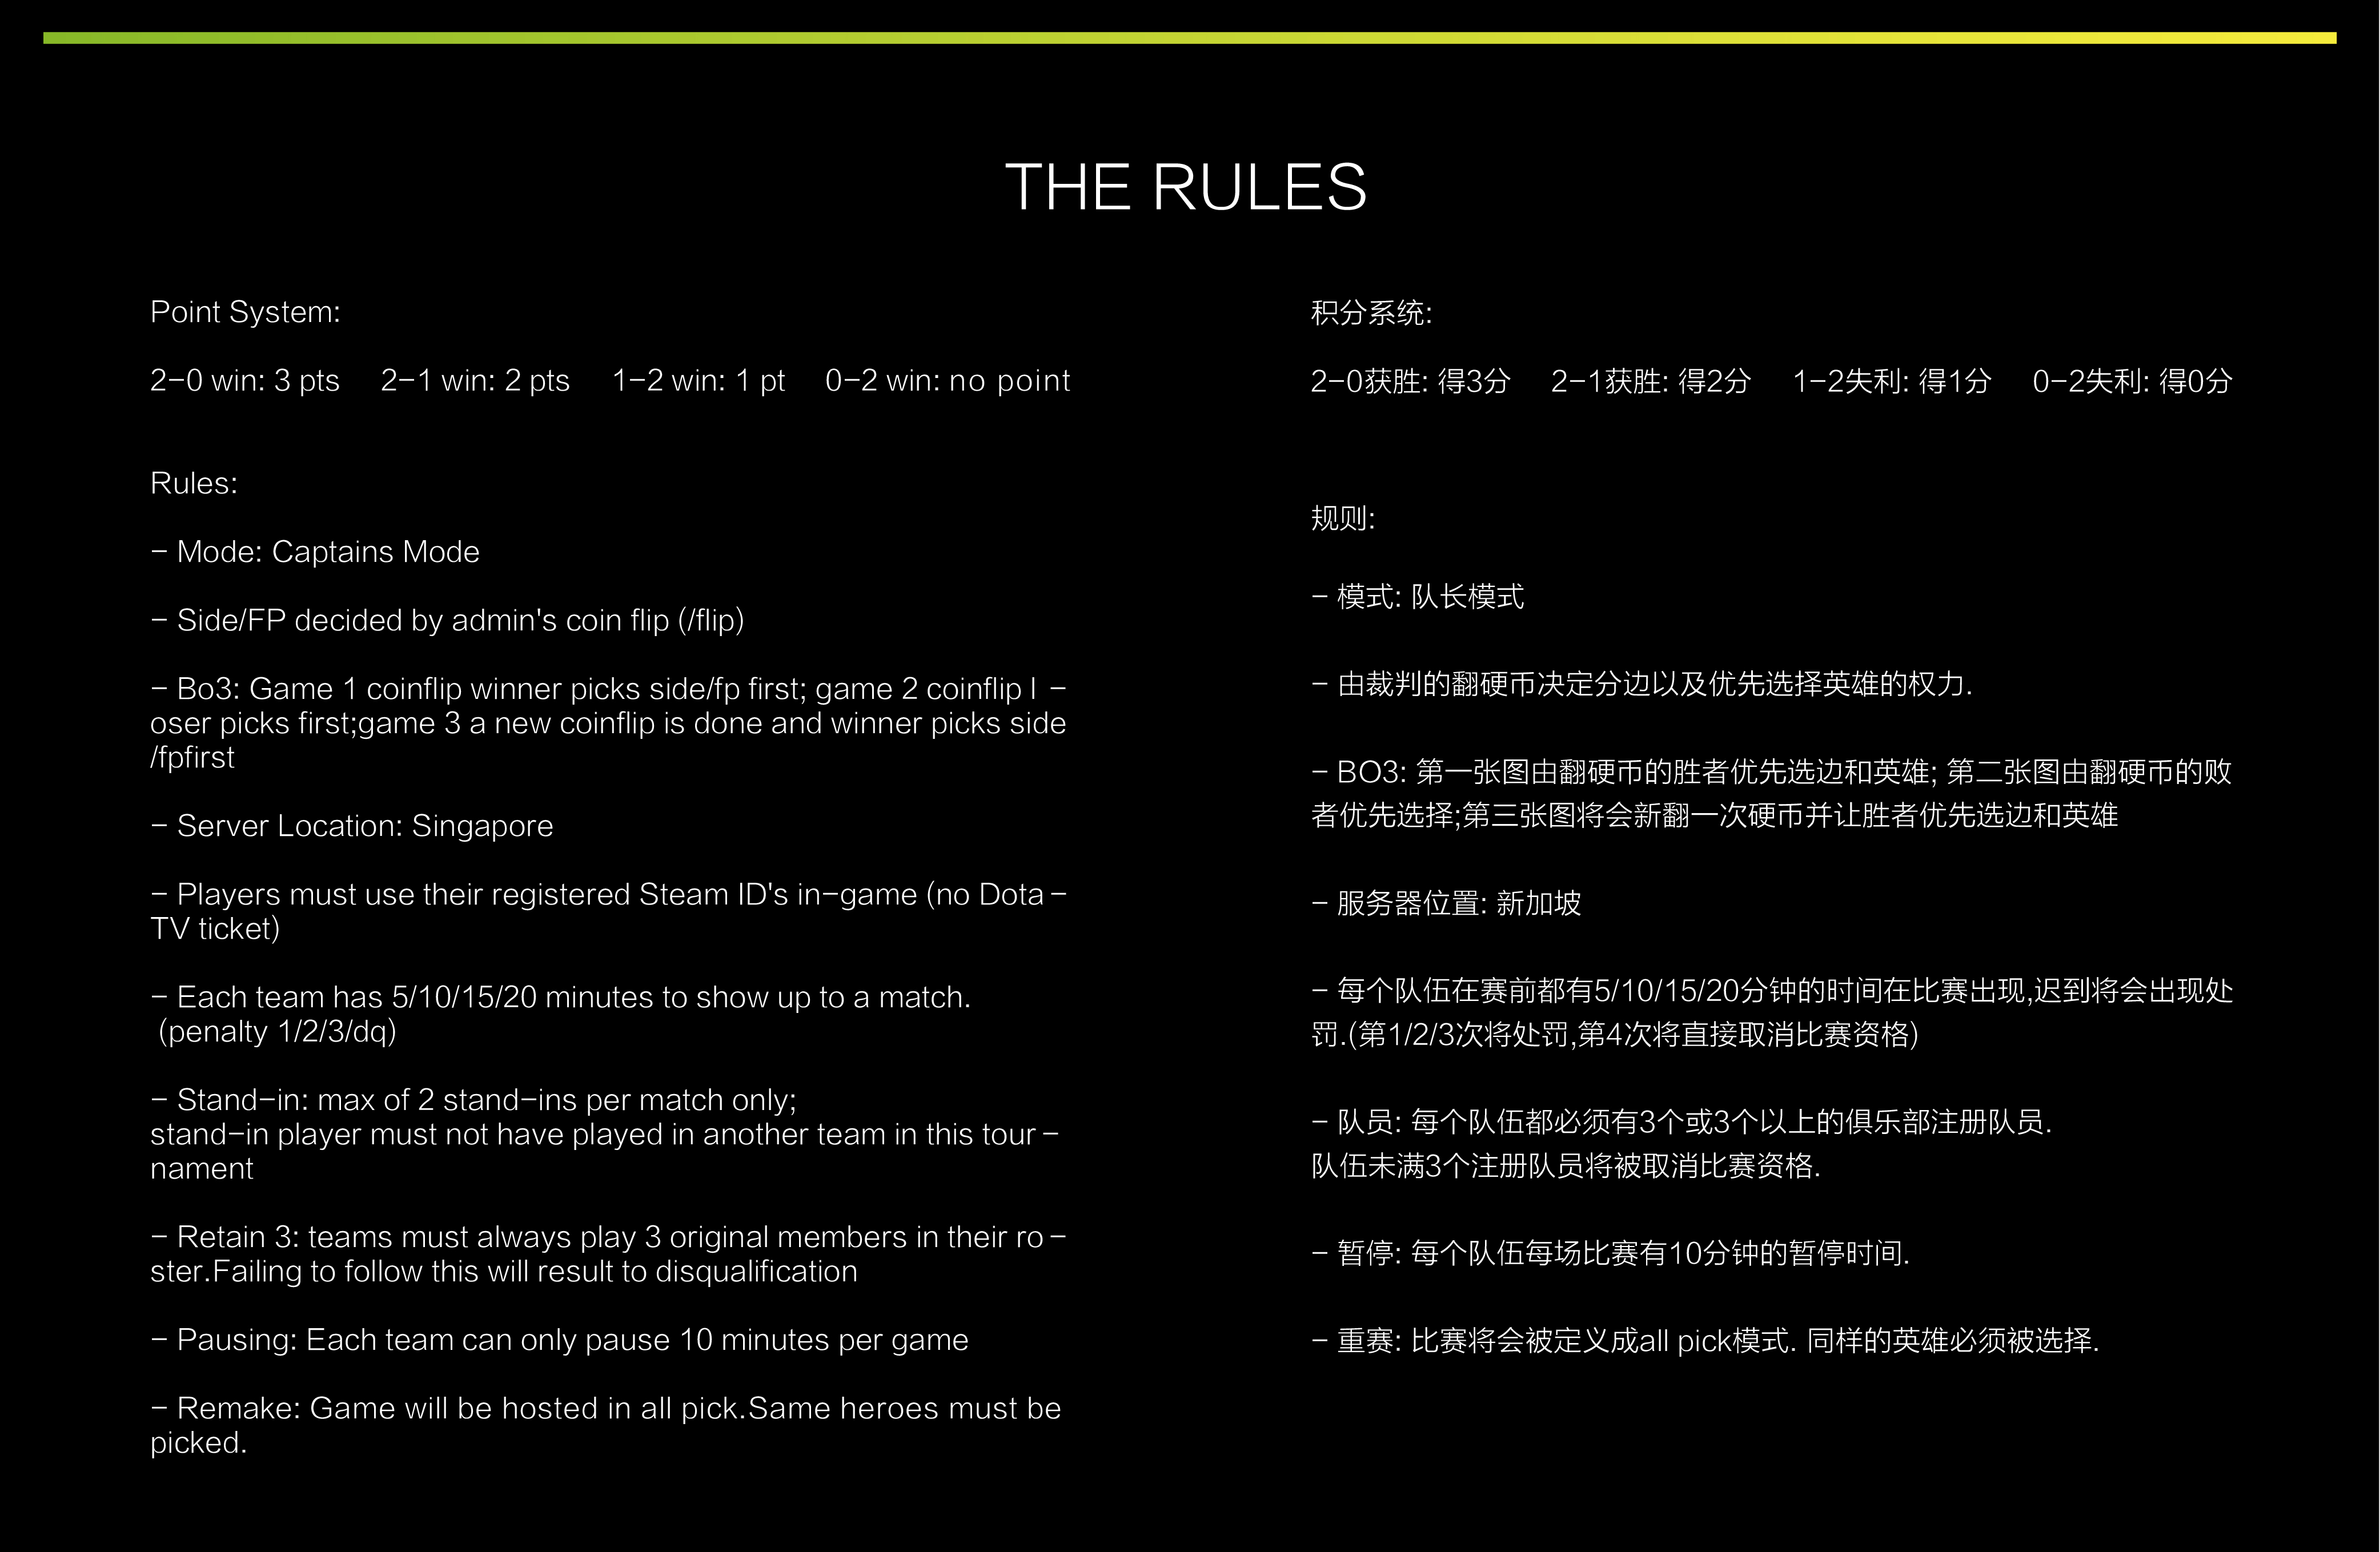 THE RULES
Point System:
2-0 win: 3 pts 2-1 win: 2 pts 1-2 win: 1 pt 0-2 win: no point
Rules:
- Mode: Captains Mode
- Side/FP decided by admin's coin flip (/flip)
- Bo3: Game 1 coinflip winner picks side/fp first; game 2 coinflip l -
oser picks first;game 3 a new coinflip is done and winner picks side
/fpfirst
- Server Location: Singapore
- Players must use their registered Steam ID's in-game (no Dota -
TV ticket)
- Each team has 5/10/15/20 minutes to show up to a match.
(penalty 1/2/3/dq)
- Stand-in: max of 2 stand-ins per match only;
stand-in player must not have played in another team in this tour -
nament
- Retain 3: teams must always play 3 original members in their ro -
ster.Failing to follow this will result to disqualification
- Pausing: Each team can only pause 10 minutes per game
- Remake: Game will be hosted in all pick.Same heroes must be
picked.
积分系统:
2-0获胜: 得3分 2-1获胜: 得2分 1-2失利: 得1分 0-2失利: 得0分
规则:
- 模式: 队长模式
- 由裁判的翻硬币决定分边以及优先选择英雄的权力.
- BO3: 第一张图由翻硬币的胜者优先选边和英雄; 第二张图由翻硬币的败
者优先选择;第三张图将会新翻一次硬币并让胜者优先选边和英雄
- 服务器位置: 新加坡
- 每个队伍在赛前都有5/10/15/20分钟的时间在比赛出现,迟到将会出现处
罚.(第1/2/3次将处罚,第4次将直接取消比赛资格)
- 队员: 每个队伍都必须有3个或3个以上的俱乐部注册队员.
队伍未满3个注册队员将被取消比赛资格.
- 暂停: 每个队伍每场比赛有10分钟的暂停时间.
- 重赛: 比赛将会被定义成all pick模式. 同样的英雄必须被选择.